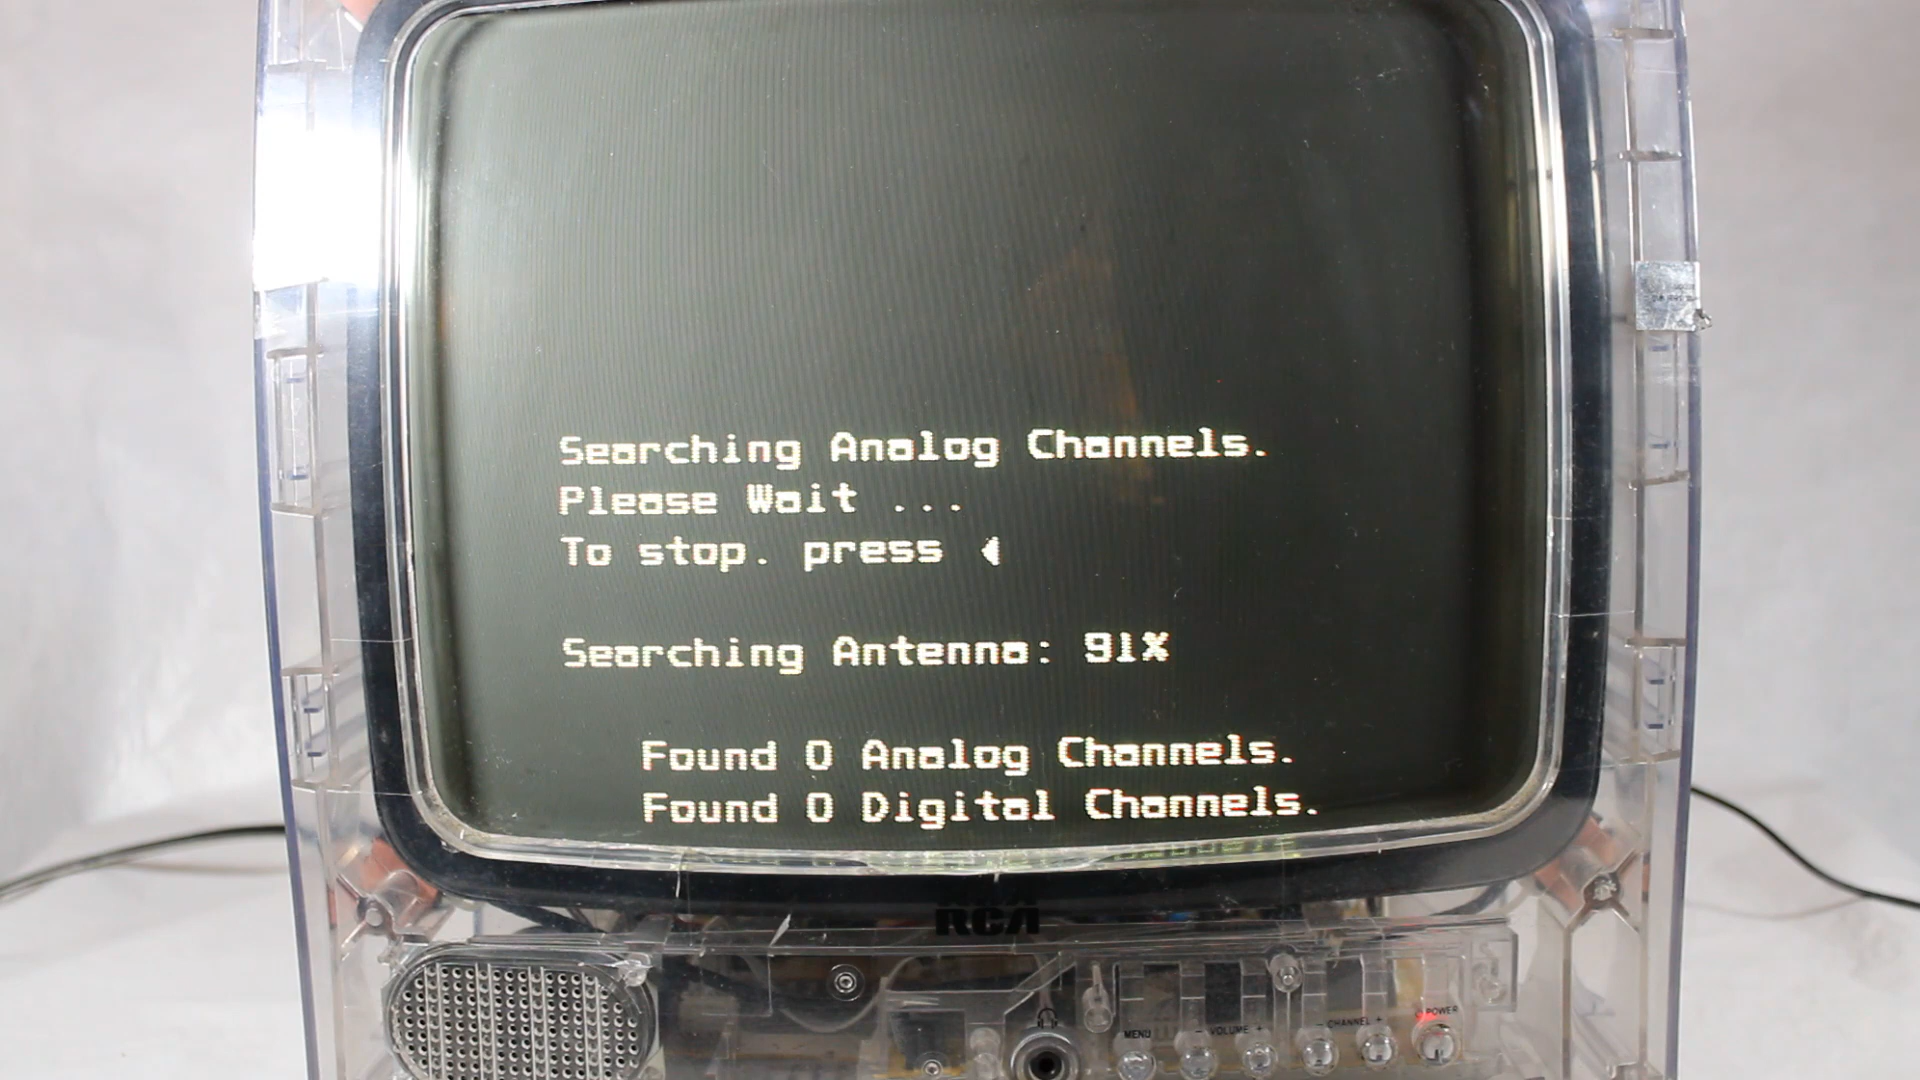 Searching Analog Channels.
Please Wait ...
To stop. press ◀
Searching Antenna: 91%
Found 0 Analog Channels.
Found 0 Digital Channels.
RCA
MENU - VOLUME + - CHANNEL + POWER